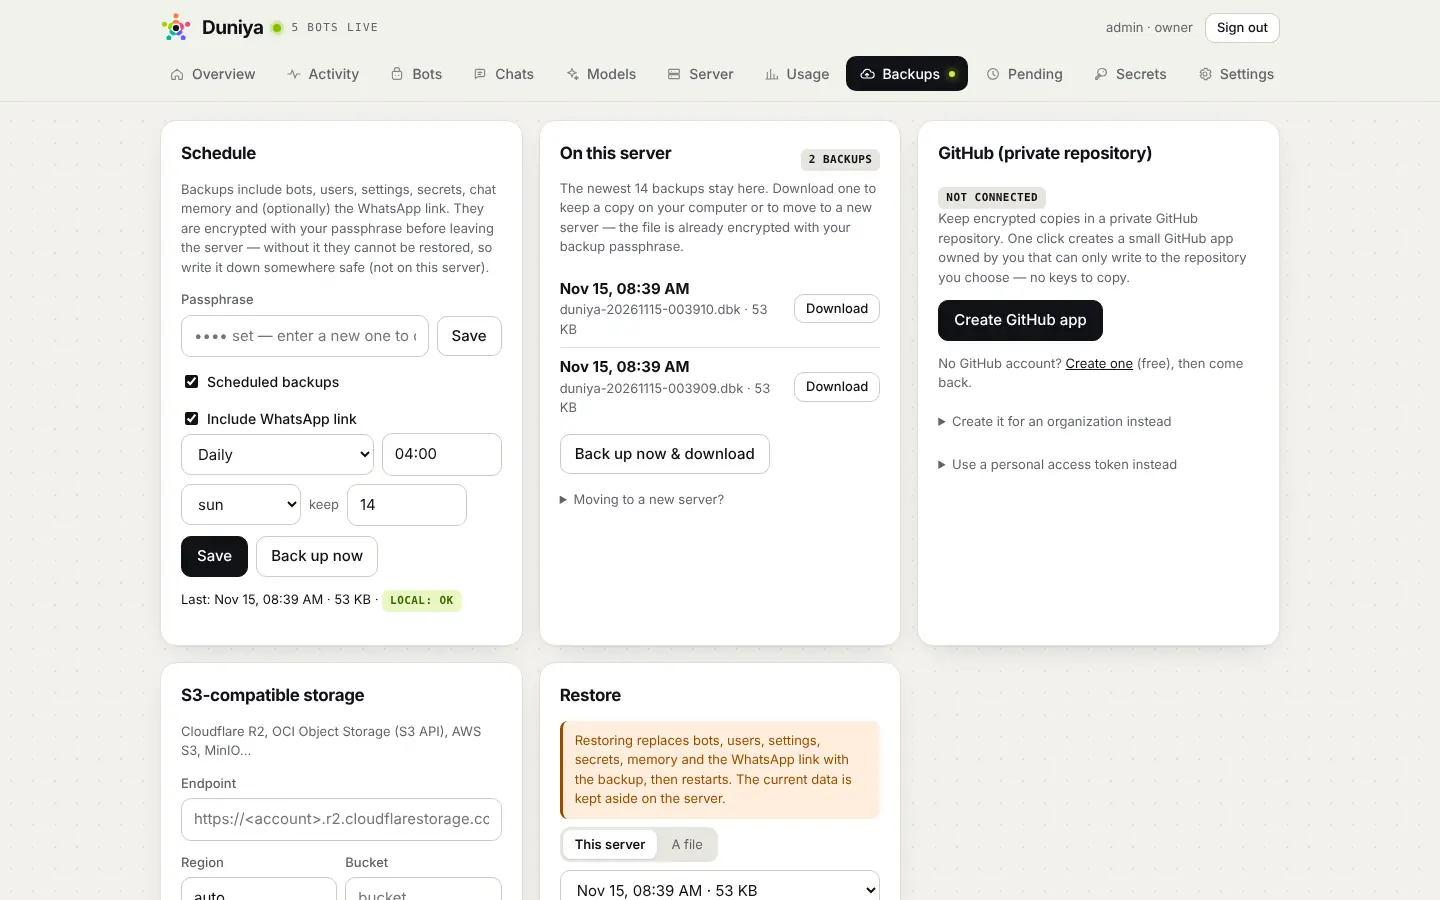 Duniya
5 BOTS LIVE
admin · owner
Sign out
Overview
Activity
Bots
Chats
Models
Server
Usage
Backups
Pending
Secrets
Settings
Schedule
Backups include bots, users, settings, secrets, chat
memory and (optionally) the WhatsApp link. They
are encrypted with your passphrase before leaving
the server — without it they cannot be restored, so
write it down somewhere safe (not on this server).
Passphrase
•••• set — enter a new one to
Save
Scheduled backups
Include WhatsApp link
Daily
04:00
sun
keep
14
Save
Back up now
Last: Nov 15, 08:39 AM · 53 KB ·
LOCAL: OK
On this server
2 BACKUPS
The newest 14 backups stay here. Download one to
keep a copy on your computer or to move to a new
server — the file is already encrypted with your
backup passphrase.
Nov 15, 08:39 AM
duniya-20261115-003910.dbk · 53
KB
Download
Nov 15, 08:39 AM
duniya-20261115-003909.dbk · 53
KB
Download
Back up now & download
Moving to a new server?
GitHub (private repository)
NOT CONNECTED
Keep encrypted copies in a private GitHub
repository. One click creates a small GitHub app
owned by you that can only write to the repository
you choose — no keys to copy.
Create GitHub app
No GitHub account? Create one (free), then come
back.
Create it for an organization instead
Use a personal access token instead
S3-compatible storage
Cloudflare R2, OCI Object Storage (S3 API), AWS
S3, MinIO...
Endpoint
https://<account>.r2.cloudflarestorage.cc
Region
Bucket
auto
bucket
Restore
Restoring replaces bots, users, settings,
secrets, memory and the WhatsApp link with
the backup, then restarts. The current data is
kept aside on the server.
This server
A file
Nov 15, 08:39 AM · 53 KB